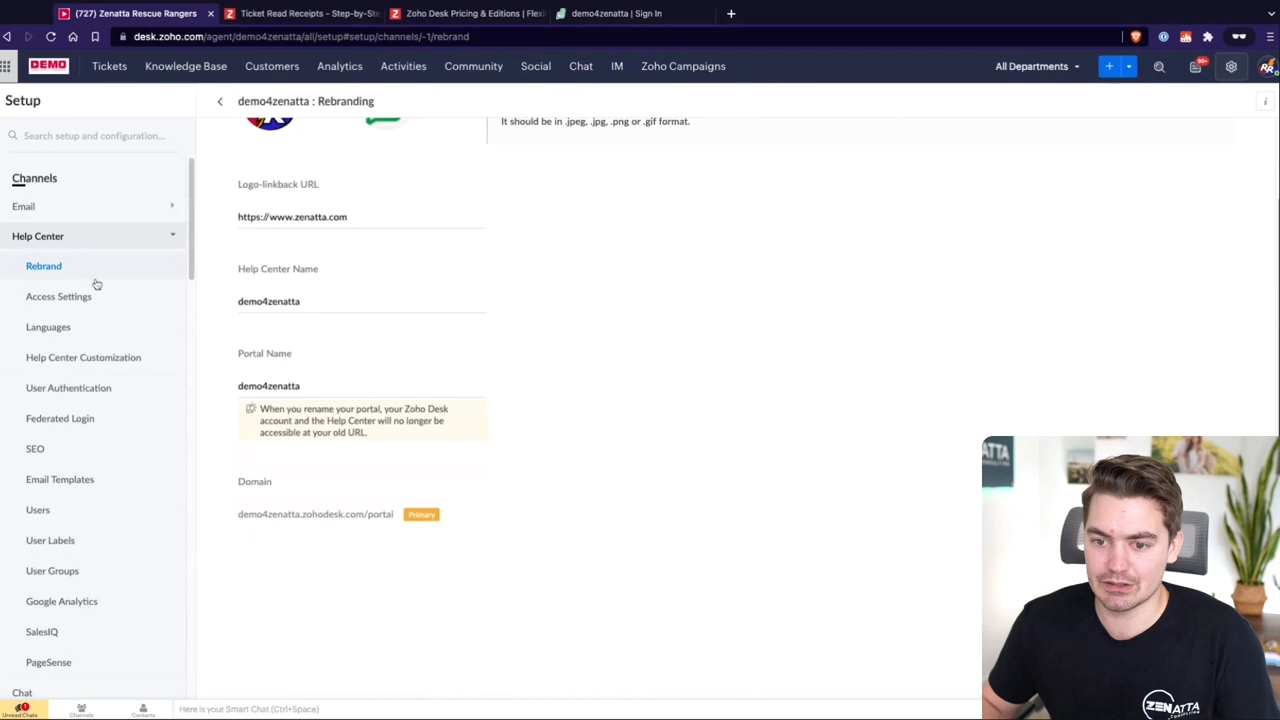 (727) Zenatta Rescue Rangers
Ticket Read Receipts - Step-by-Ste
Zoho Desk Pricing & Editions | Flexi
demo4zenatta | Sign In
desk.zoho.com/agent/demo4zenatta/all/setup#setup/channels/-1/rebrand
DEMO
Tickets
Knowledge Base
Customers
Analytics
Activities
Community
Social
Chat
IM
Zoho Campaigns
All Departments
99+
RR
Setup
demo4zenatta : Rebranding
Search setup and configuration...
It should be in .jpeg, .jpg, .png or .gif format.
Channels
Email
Help Center
Rebrand
Access Settings
Languages
Help Center Customization
User Authentication
Federated Login
SEO
Email Templates
Users
User Labels
User Groups
Google Analytics
SalesIQ
PageSense
Chat
Logo-linkback URL
https://www.zenatta.com
Help Center Name
demo4zenatta
Portal Name
demo4zenatta
When you rename your portal, your Zoho Desk
account and the Help Center will no longer be
accessible at your old URL.
Domain
demo4zenatta.zohodesk.com/portal
Primary
Unread Chats
Channels
Contacts
Here is your Smart Chat (Ctrl+Space)
ZENATTA